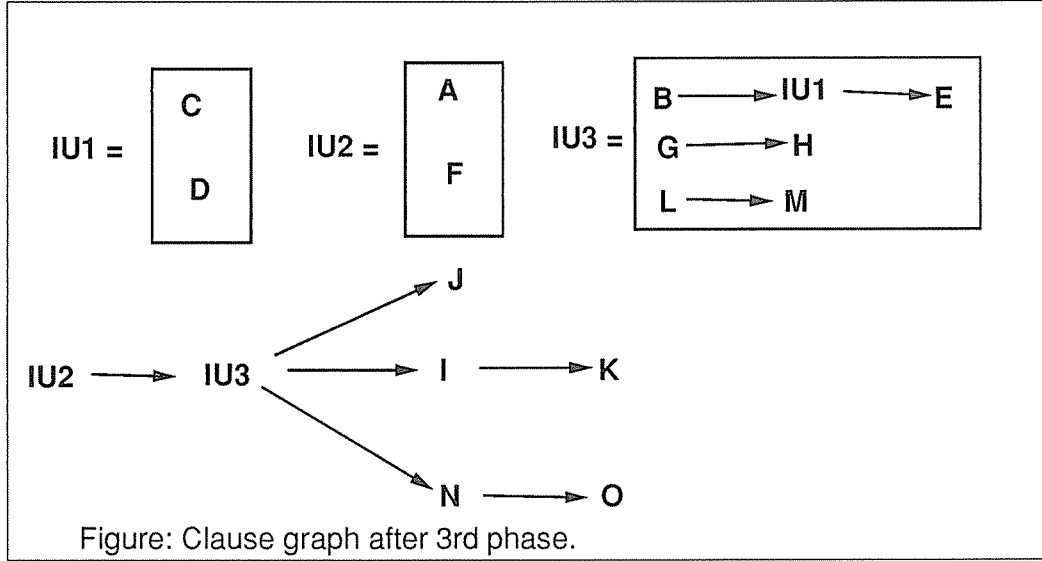 C
D
IU1 =
A
F
IU2 =
IU3 =
B IU1 E
G H
L M
J
IU2 IU3 I K
N O
Figure: Clause graph after 3rd phase.